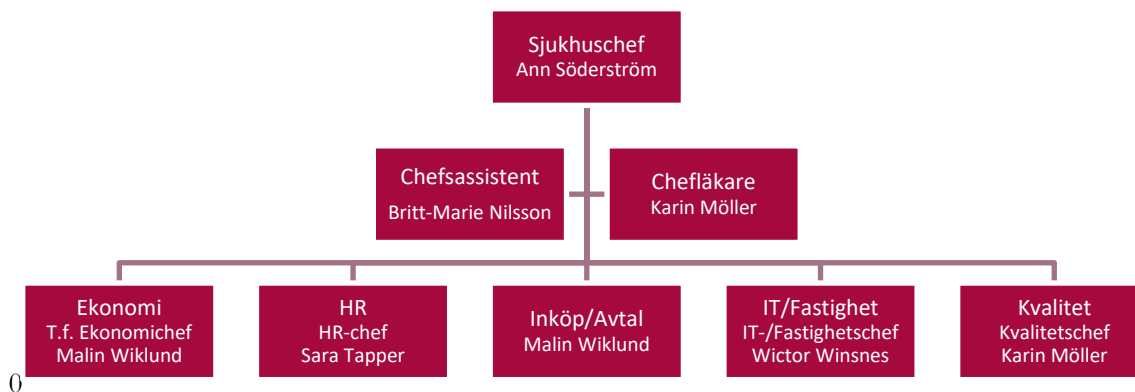 Sjukhuschef
Ann Söderström
Chefsassistent
Britt-Marie Nilsson
Chefläkare
Karin Möller
Ekonomi
T.f. Ekonomichef
Malin Wiklund
HR
HR-chef
Sara Tapper
Inköp/Avtal
Malin Wiklund
IT/Fastighet
IT-/Fastighetschef
Wictor Winsnes
Kvalitet
Kvalitetschef
Karin Möller
0